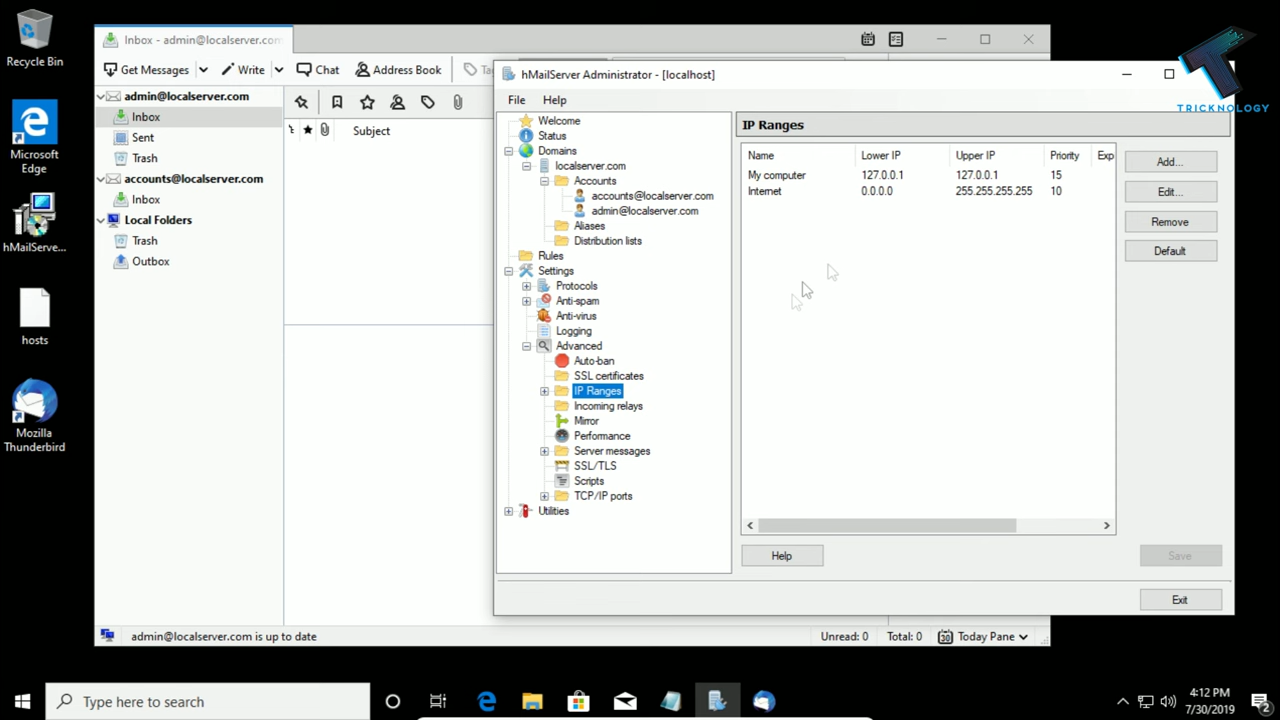 Recycle Bin
Microsoft
Edge
hMailServe...
hosts
Mozilla
Thunderbird
Inbox - admin@localserver.com
Get Messages
Write
Chat
Address Book
admin@localserver.com
Inbox
Sent
Trash
accounts@localserver.com
Inbox
Local Folders
Trash
Outbox
Subject
admin@localserver.com is up to date
Unread: 0
Total: 0
30
Today Pane
hMailServer Administrator - [localhost]
File
Help
Welcome
Status
Domains
localserver.com
Accounts
accounts@localserver.com
admin@localserver.com
Aliases
Distribution lists
Rules
Settings
Protocols
Anti-spam
Anti-virus
Logging
Advanced
Auto-ban
SSL certificates
IP Ranges
Incoming relays
Mirror
Performance
Server messages
SSL/TLS
Scripts
TCP/IP ports
Utilities
IP Ranges
Name Lower IP Upper IP Priority Exp
My computer 127.0.0.1 127.0.0.1 15
Internet 0.0.0.0 255.255.255.255 10
Add...
Edit...
Remove
Default
Help
Save
Exit
TRICKNOLOGY
Type here to search
4:12 PM
7/30/2019
2